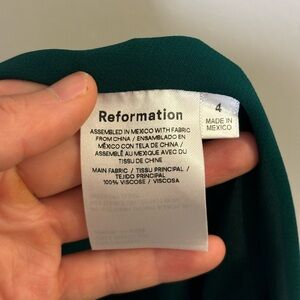 Reformation
ASSEMBLED IN MEXICO WITH FABRIC
FROM CHINA / ENSAMBLADO EN
MÉXICO CON TELA DE CHINA /
ASSEMBLÉ AU MEXIQUE AVEC DU
TISSU DE CHINE
MAIN FABRIC / TISSU PRINCIPAL /
TEJIDO PRINCIPAL
100% VISCOSE / VISCOSA
4
MADE IN
MEXICO